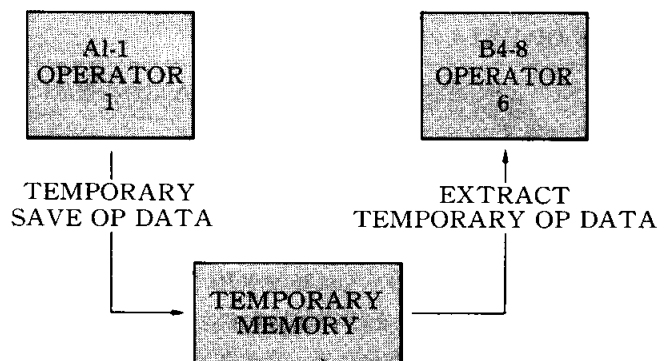 A1-1
OPERATOR
1
B4-8
OPERATOR
6
TEMPORARY
SAVE OP DATA
EXTRACT
TEMPORARY OP DATA
TEMPORARY
MEMORY